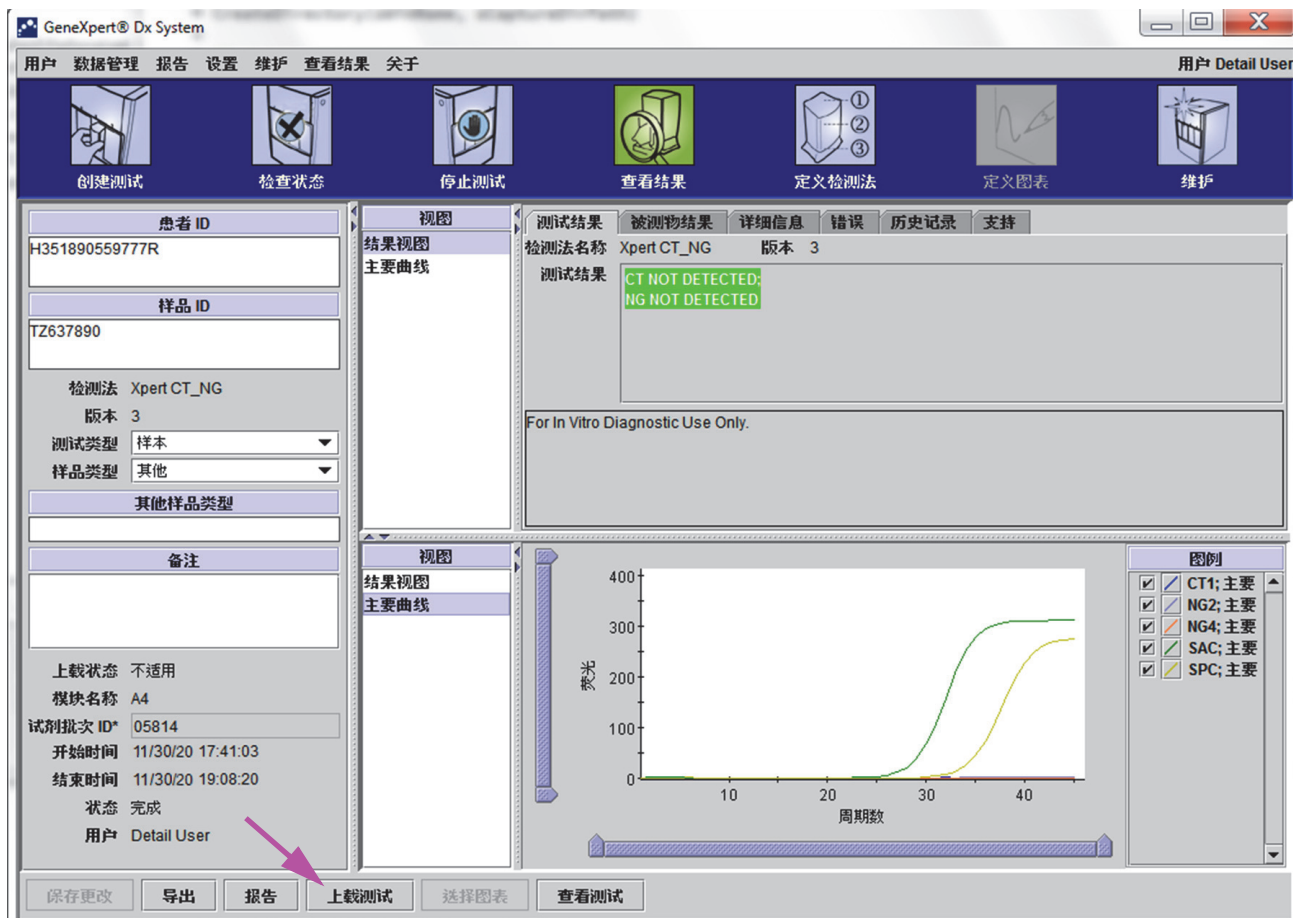 GeneXpert® Dx System
用户 数据管理 报告 设置 维护 查看结果 关于
用户 Detail User
创建测试
检查状态
停止测试
查看结果
①
②
③
定义检测法
定义图表
维护
患者 ID
H351890559777R
样品 ID
TZ637890
检测法 Xpert CT_NG
版本 3
测试类型 样本
样品类型 其他
其他样品类型
备注
上载状态 不适用
模块名称 A4
试剂批次 ID* 05814
开始时间 11/30/20 17:41:03
结束时间 11/30/20 19:08:20
状态 完成
用户 Detail User
视图
结果视图
主要曲线
测试结果 被测物结果 详细信息 错误 历史记录 支持
检测法名称 Xpert CT_NG 版本 3
测试结果
CT NOT DETECTED;
NG NOT DETECTED
For In Vitro Diagnostic Use Only.
视图
结果视图
主要曲线
400
300
200
100
0
荧光
10 20 30 40
周期数
图例
CT1; 主要
NG2; 主要
NG4; 主要
SAC; 主要
SPC; 主要
保存更改 导出 报告 上载测试 选择图表 查看测试